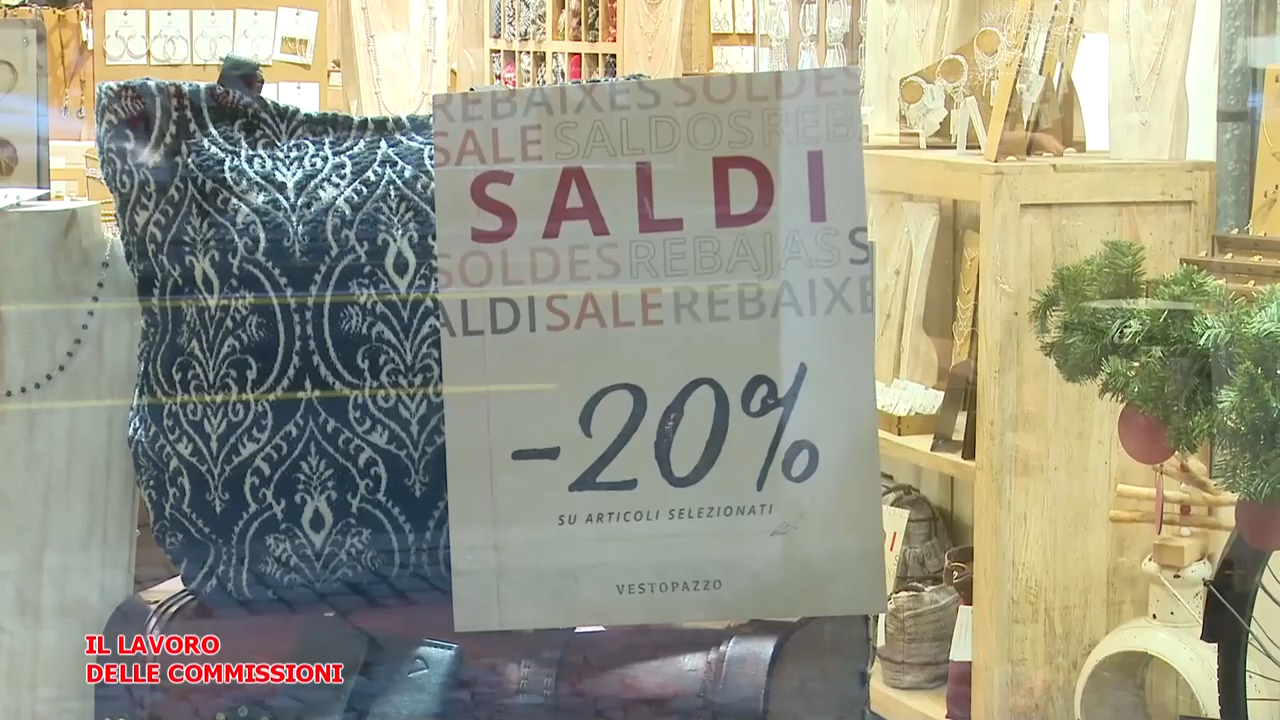 REBAIXES SOLDES
SALE SALDOS REB
SALDI
SOLDES REBAJAS S
ALDI SALE REBAIXE
-20%
SU ARTICOLI SELEZIONATI
VESTOPAZZO
IL LAVORO
DELLE COMMISSIONI